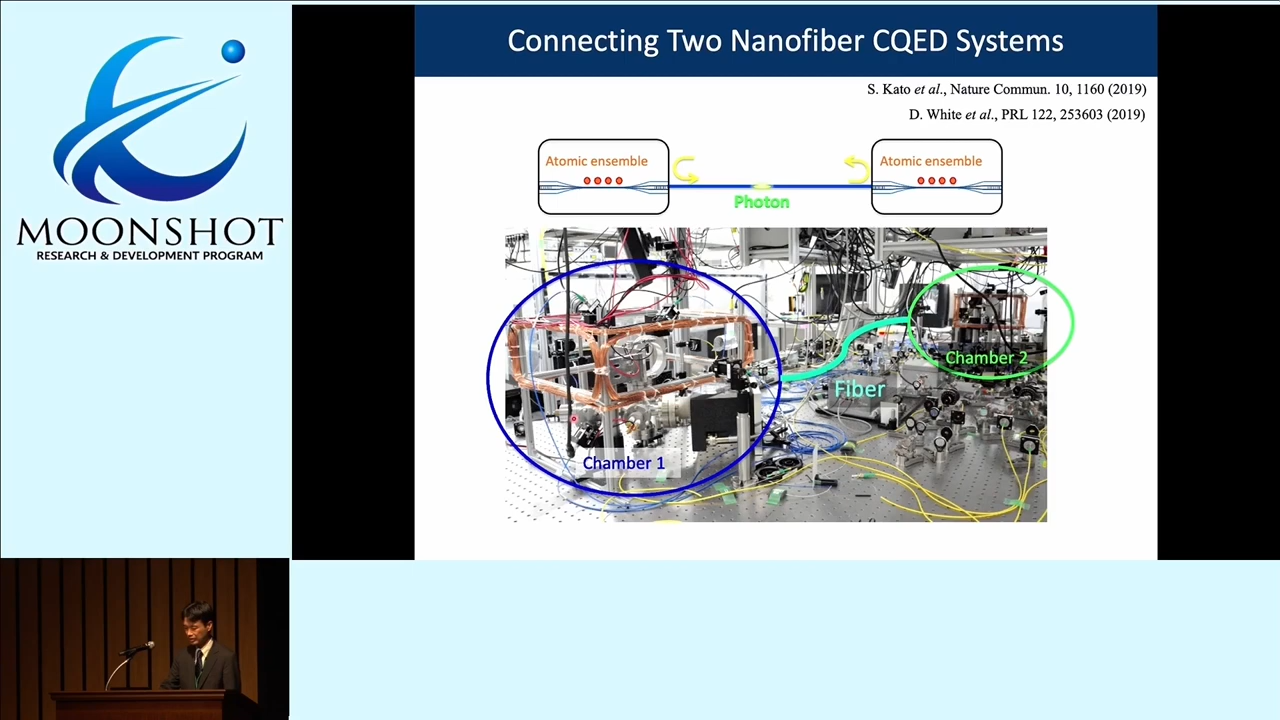 MOONSHOT
RESEARCH & DEVELOPMENT PROGRAM
Connecting Two Nanofiber CQED Systems
S. Kato et al., Nature Commun. 10, 1160 (2019)
D. White et al., PRL 122, 253603 (2019)
Atomic ensemble
Atomic ensemble
Photon
Chamber 2
Fiber
Chamber 1